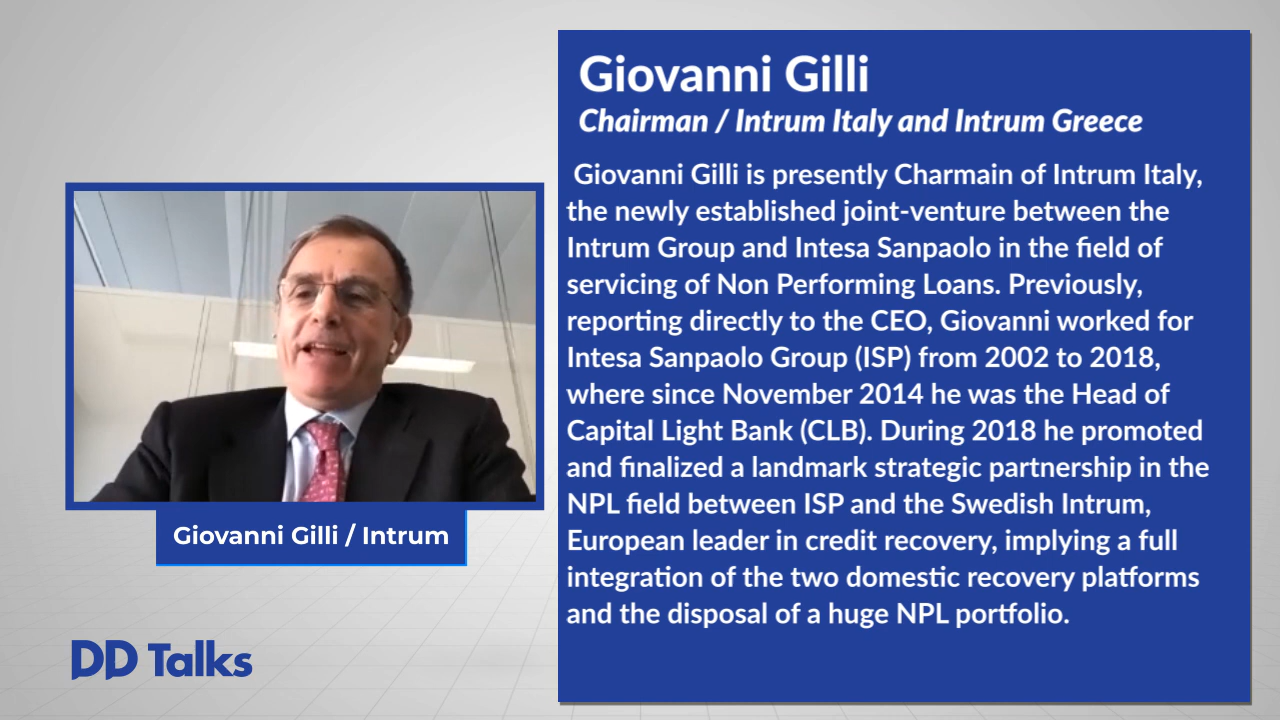 Giovanni Gilli
Chairman / Intrum Italy and Intrum Greece
Giovanni Gilli is presently Charmain of Intrum Italy,
the newly established joint-venture between the
Intrum Group and Intesa Sanpaolo in the field of
servicing of Non Performing Loans. Previously,
reporting directly to the CEO, Giovanni worked for
Intesa Sanpaolo Group (ISP) from 2002 to 2018,
where since November 2014 he was the Head of
Capital Light Bank (CLB). During 2018 he promoted
and finalized a landmark strategic partnership in the
NPL field between ISP and the Swedish Intrum,
European leader in credit recovery, implying a full
integration of the two domestic recovery platforms
and the disposal of a huge NPL portfolio.
Giovanni Gilli / Intrum
DD Talks